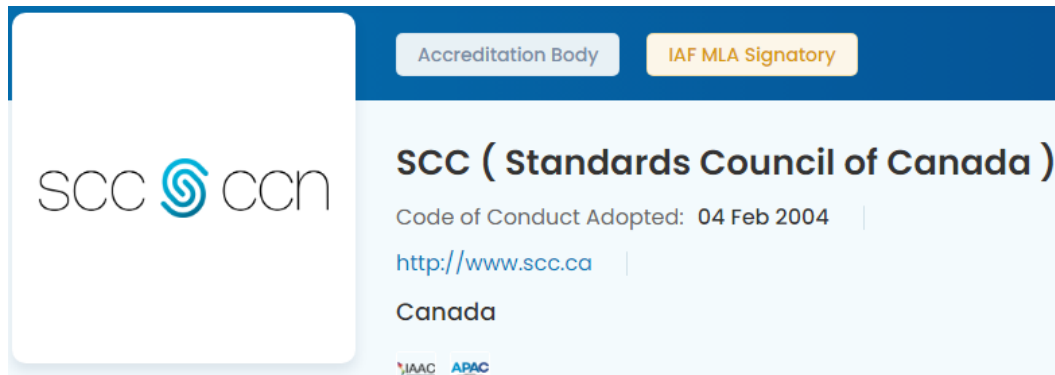 Accreditation Body IAF MLA Signatory
scc ccn
SCC ( Standards Council of Canada )
Code of Conduct Adopted: 04 Feb 2004
http://www.scc.ca
Canada
IAAC APAC